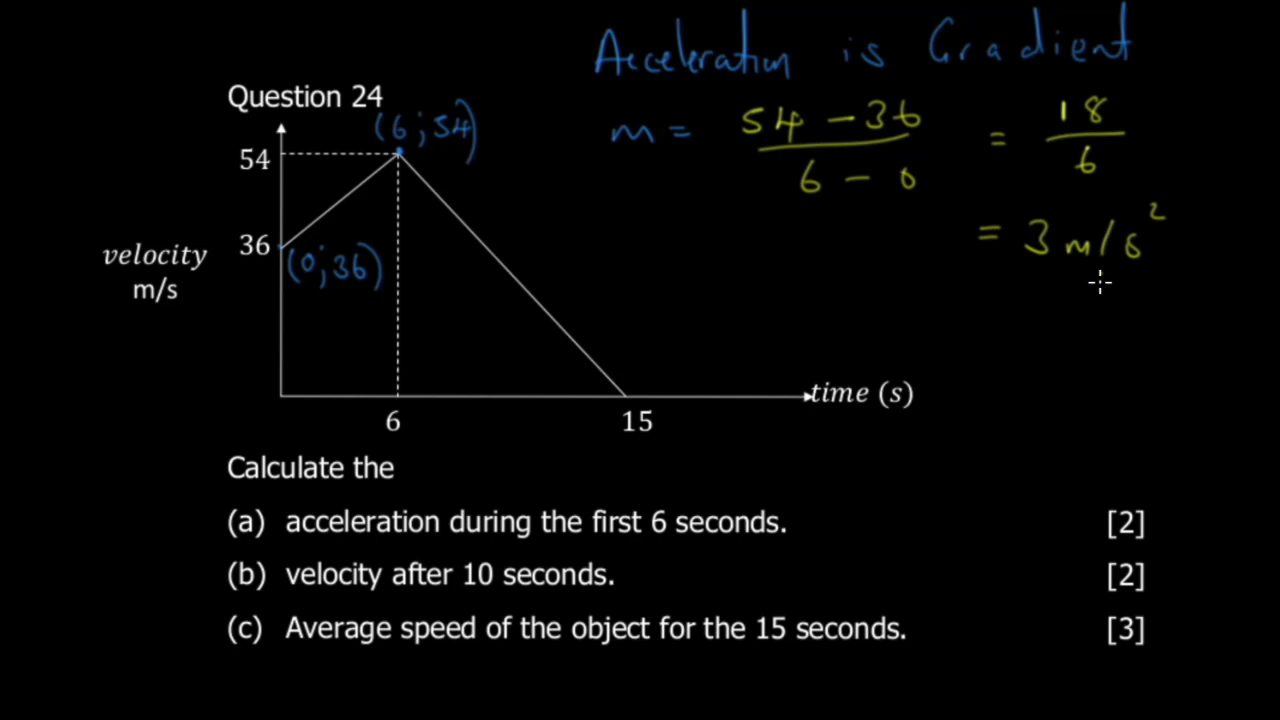 Acceleration is Gradient
Question 24
(6;54)
m = 54 - 36 / 6 - 0 = 18 / 6
54
= 3 m/s²
36
(0;36)
velocity
m/s
time (s)
6
15
Calculate the
(a) acceleration during the first 6 seconds. [2]
(b) velocity after 10 seconds. [2]
(c) Average speed of the object for the 15 seconds. [3]